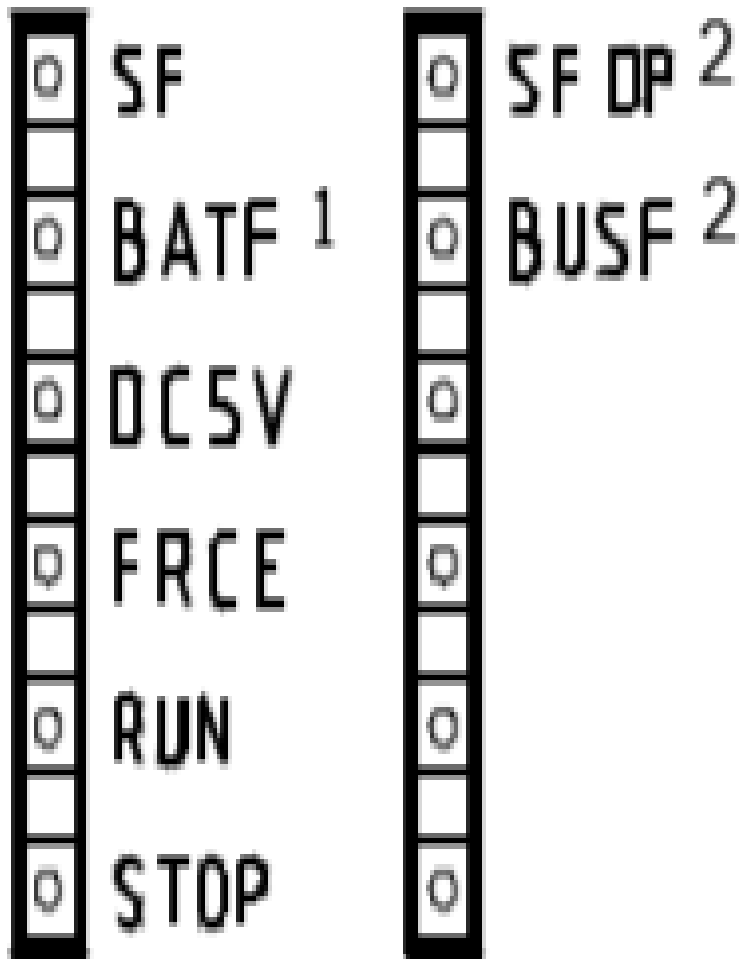 SF
BATF 1
DC5V
FRCE
RUN
STOP
SF DP 2
BUSF 2